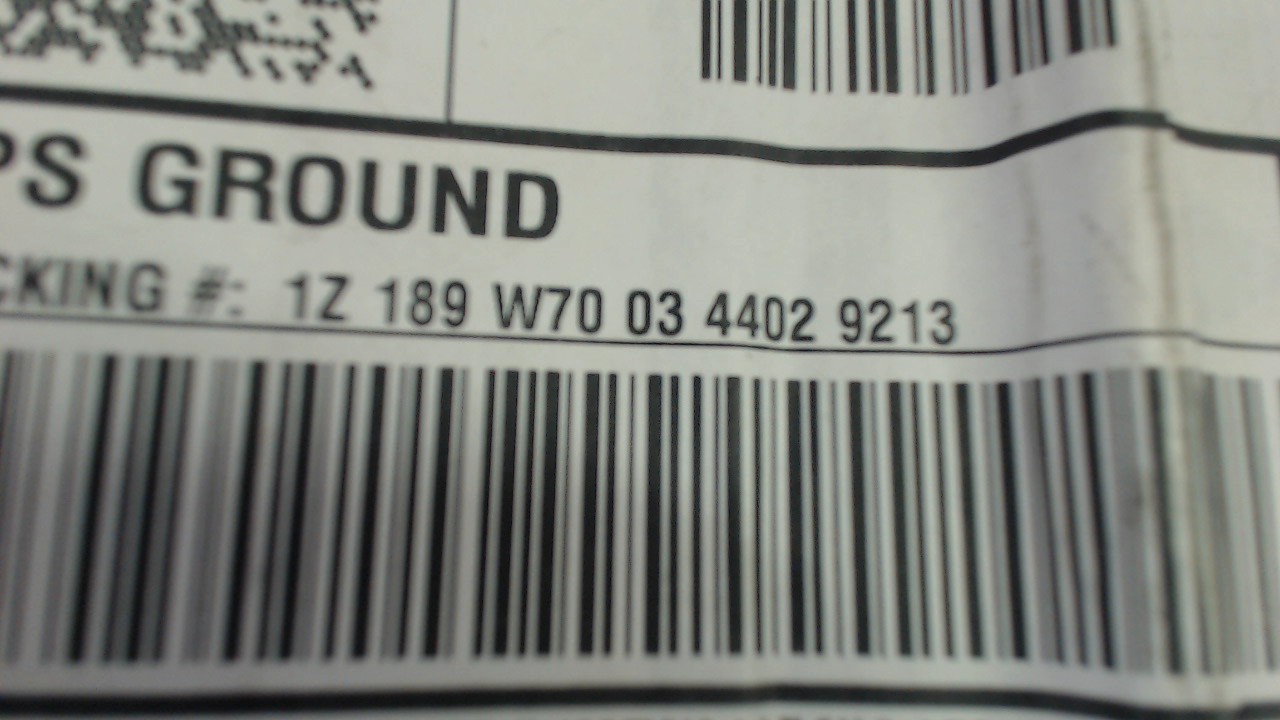 PS GROUND
CKING #: 1Z 189 W70 03 4402 9213